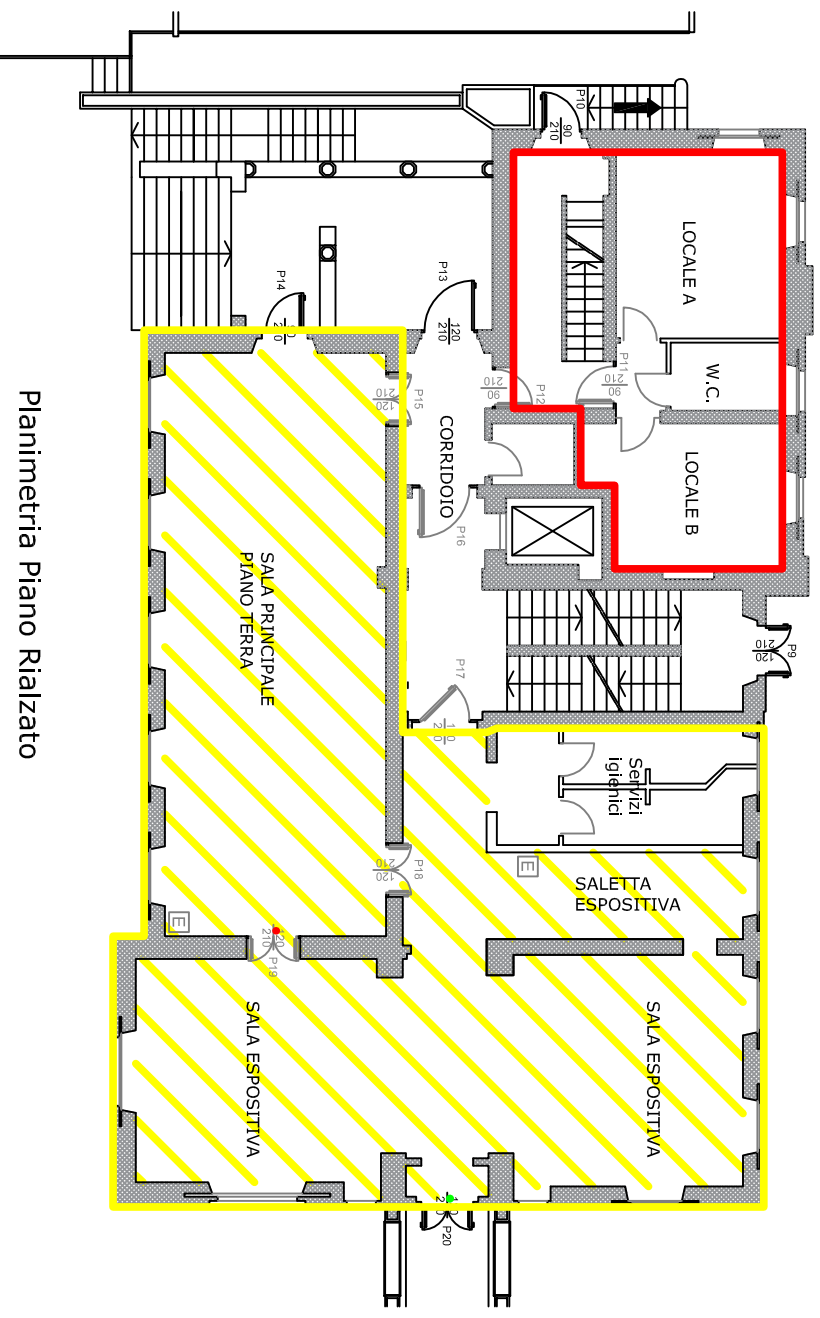 P10
90
210
LOCALE A
P13
120
210
P14
210
P11
90
210
W.C.
P12
90
210
P15
120
210
CORRIDOIO
LOCALE B
P16
SALA PRINCIPALE
PIANO TERRA
P9
120
210
P17
Servizi
igienici
P18
120
210
E
SALETTA
ESPOSITIVA
E
120
210
P19
SALA ESPOSITIVA
SALA ESPOSITIVA
P20
Planimetria Piano Rialzato